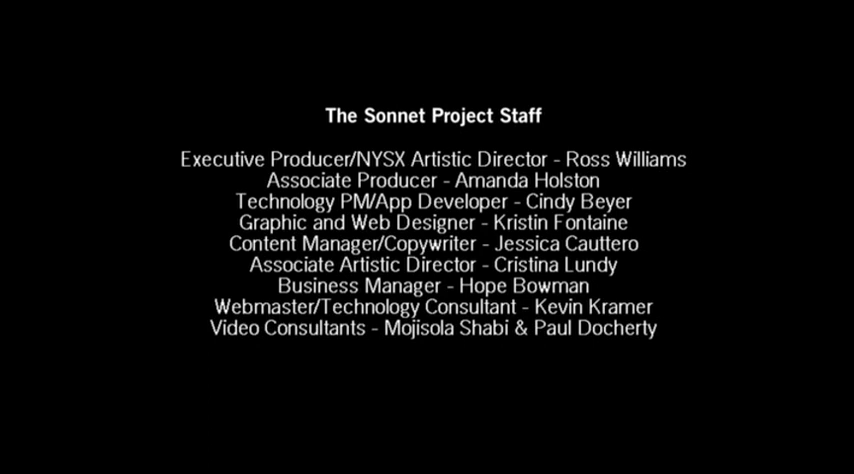 The Sonnet Project Staff
Executive Producer/NYSX Artistic Director - Ross Williams
Associate Producer - Amanda Holston
Technology PM/App Developer - Cindy Beyer
Graphic and Web Designer - Kristin Fontaine
Content Manager/Copywriter - Jessica Cauttero
Associate Artistic Director - Cristina Lundy
Business Manager - Hope Bowman
Webmaster/Technology Consultant - Kevin Kramer
Video Consultants - Mojisola Shabi & Paul Docherty